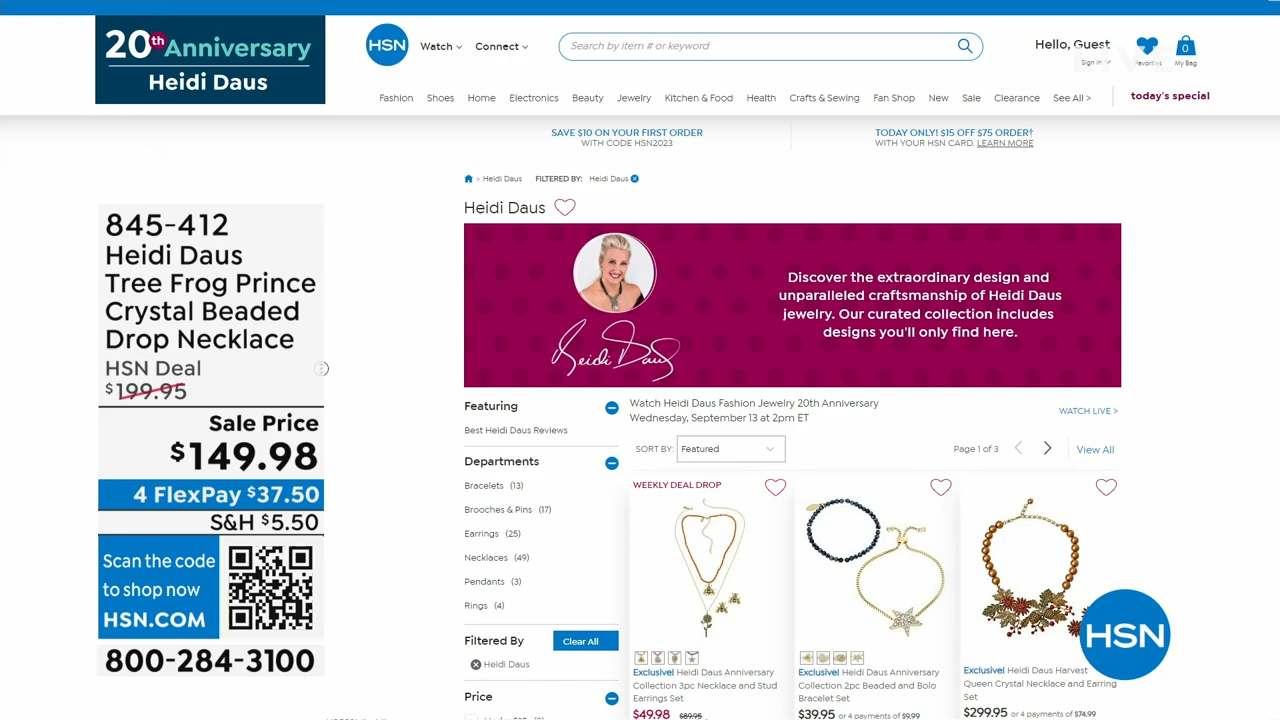 20th Anniversary
Heidi Daus
HSN
Watch
Connect
Search by item # or keyword
Hello, Guest
Sign In
Favorites
0
My Bag
Fashion Shoes Home Electronics Beauty Jewelry Kitchen & Food Health Crafts & Sewing Fan Shop New Sale Clearance See All >
today's special
SAVE $10 ON YOUR FIRST ORDER
WITH CODE HSN2023
TODAY ONLY! $15 OFF $75 ORDER†
WITH YOUR HSN CARD. LEARN MORE
> Heidi Daus FILTERED BY: Heidi Daus
Heidi Daus
Heidi Daus
Discover the extraordinary design and
unparalleled craftsmanship of Heidi Daus
jewelry. Our curated collection includes
designs you'll only find here.
845-412
Heidi Daus
Tree Frog Prince
Crystal Beaded
Drop Necklace
HSN Deal
$199.95
Sale Price
$149.98
4 FlexPay $37.50
S&H $5.50
Scan the code
to shop now
HSN.COM
800-284-3100
Featuring
Best Heidi Daus Reviews
Departments
Bracelets (13)
Brooches & Pins (17)
Earrings (25)
Necklaces (49)
Pendants (3)
Rings (4)
Filtered By
Clear All
Heidi Daus
Price
Watch Heidi Daus Fashion Jewelry 20th Anniversary
Wednesday, September 13 at 2pm ET
WATCH LIVE >
SORT BY: Featured
Page 1 of 3
View All
WEEKLY DEAL DROP
Exclusive! Heidi Daus Anniversary
Collection 3pc Necklace and Stud
Earrings Set
$49.98 $89.95
Exclusive! Heidi Daus Anniversary
Collection 2pc Beaded and Bolo
Bracelet Set
$39.95 or 4 payments of $9.99
Exclusive! Heidi Daus Harvest
Queen Crystal Necklace and Earring
Set
$299.95 or 4 payments of $74.99
HSN